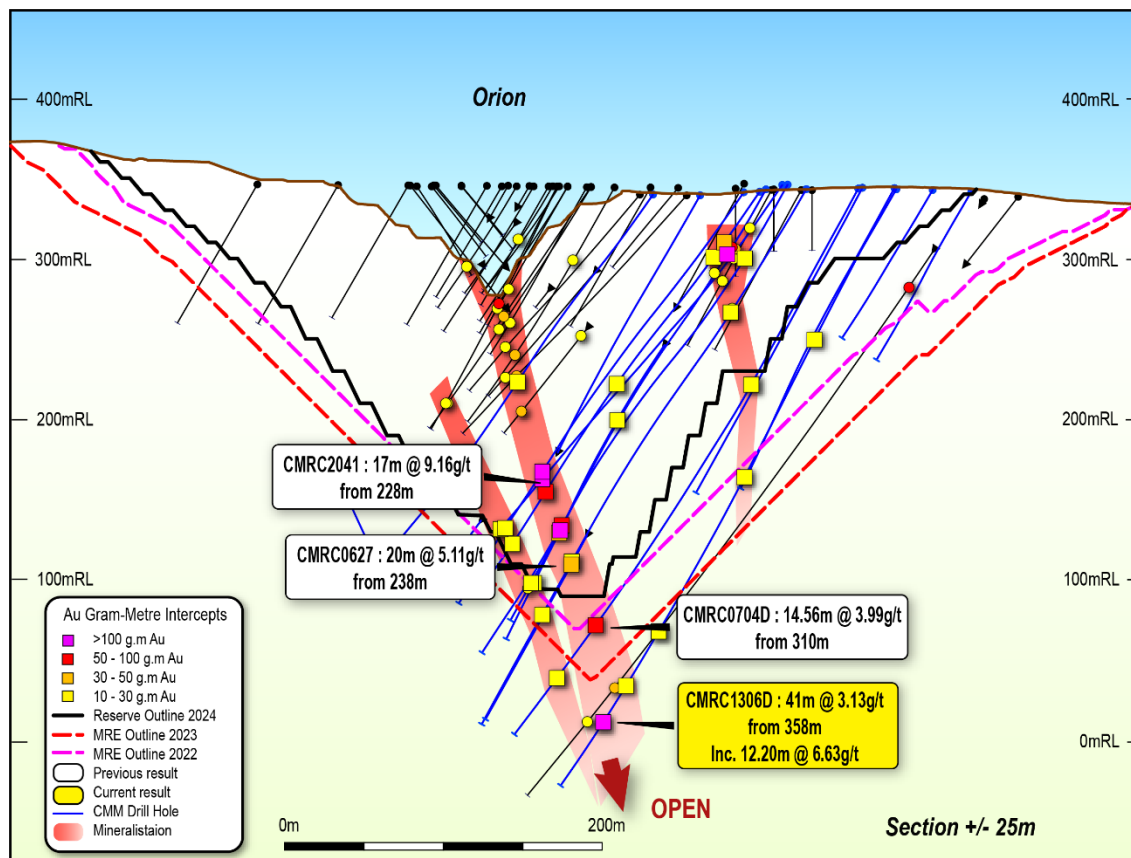 Orion
400mRL
400mRL
300mRL
300mRL
200mRL
200mRL
CMRC2041 : 17m @ 9.16g/t
from 228m
CMRC0627 : 20m @ 5.11g/t
from 238m
100mRL
100mRL
CMRC0704D : 14.56m @ 3.99g/t
from 310m
CMRC1306D : 41m @ 3.13g/t
from 358m
Inc. 12.20m @ 6.63g/t
0mRL
Au Gram-Metre Intercepts
>100 g.m Au
50 - 100 g.m Au
30 - 50 g.m Au
10 - 30 g.m Au
Reserve Outline 2024
MRE Outline 2023
MRE Outline 2022
Previous result
Current result
CMM Drill Hole
Mineralistaion
OPEN
0m
200m
Section +/- 25m